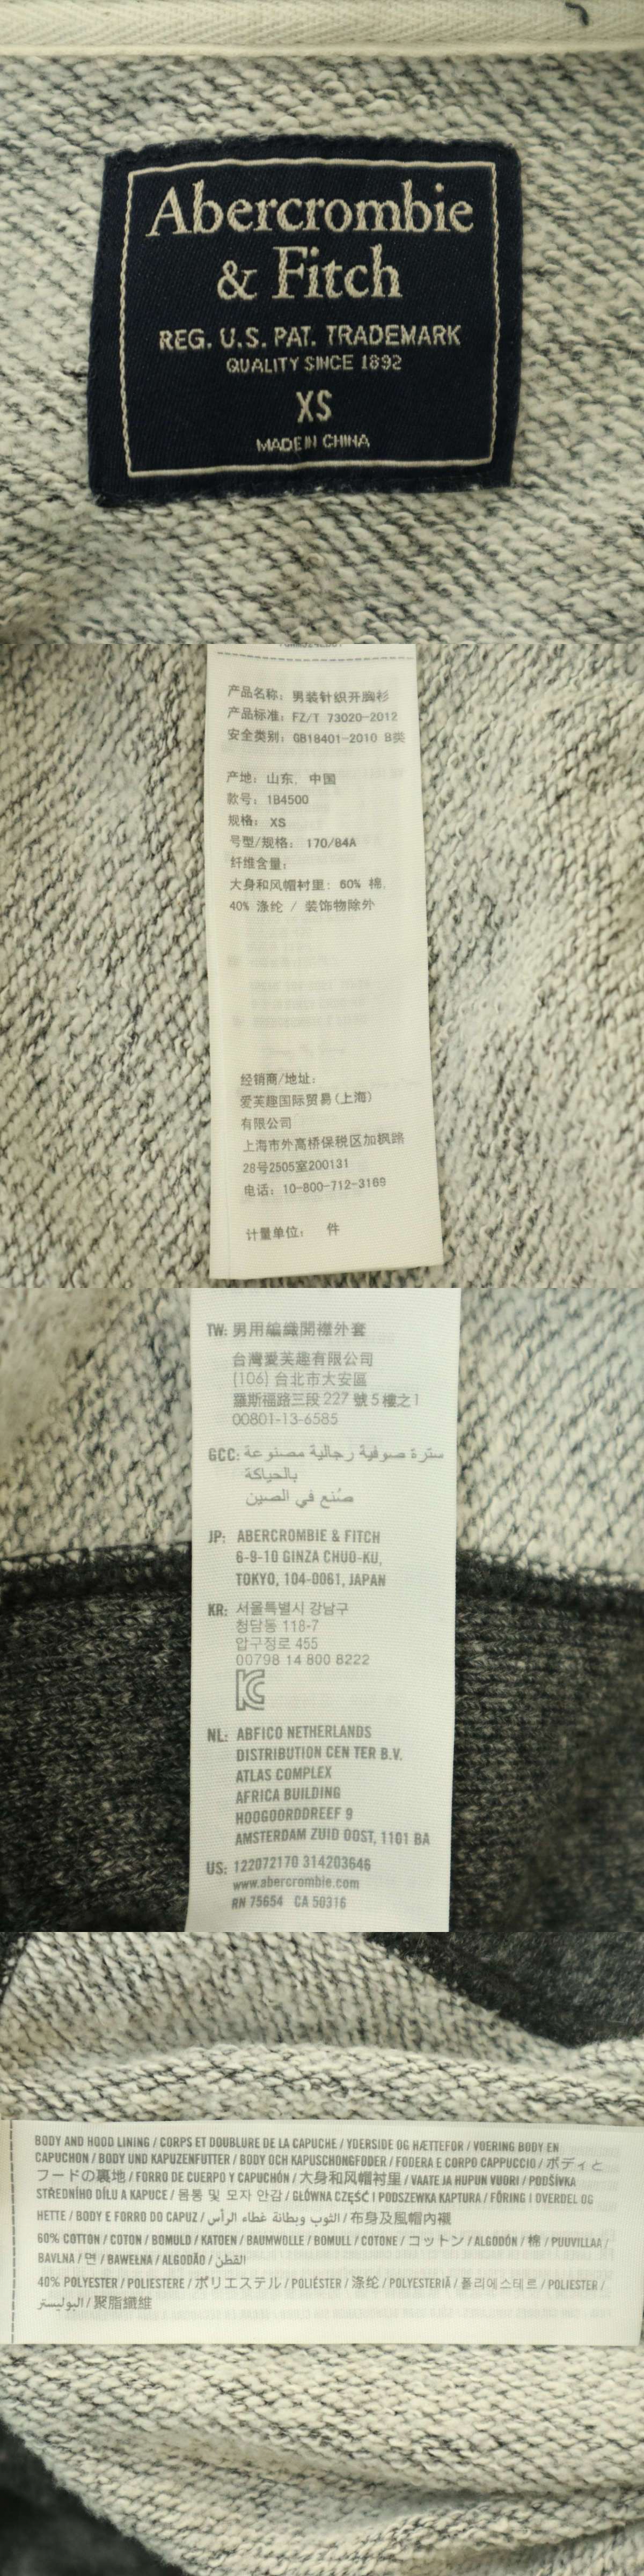 Abercrombie
& Fitch
REG. U.S. PAT. TRADEMARK
QUALITY SINCE 1892
XS
MADE IN CHINA
产品名称: 男装针织开胸衫
产品标准: FZ/T 73020-2012
安全类别: GB18401-2010 B类
产地: 山东, 中国
款号: 1B4500
规格: XS
号型/规格: 170/84A
纤维含量:
大身和风帽衬里: 60% 棉,
40% 涤纶 / 装饰物除外
经销商/地址:
爱芙趣国际贸易(上海)
有限公司
上海市外高桥保税区加枫路
28号2505室200131
电话: 10-800-712-3169
计量单位: 件
TW: 男用編織開襟外套
台灣愛芙趣有限公司
(106) 台北市大安區
羅斯福路三段 227 號 5 樓之1
00801-13-6585
GCC: سترة صوفية رجالية مصنوعة
بالحياكة
صُنع في الصين
JP: ABERCROMBIE & FITCH
6-9-10 GINZA CHUO-KU,
TOKYO, 104-0061, JAPAN
KR: 서울특별시 강남구
청담동 118-7
압구정로 455
00798 14 800 8222
NL: ABFICO NETHERLANDS
DISTRIBUTION CEN TER B.V.
ATLAS COMPLEX
AFRICA BUILDING
HOOGOORDDREEF 9
AMSTERDAM ZUID OOST, 1101 BA
US: 122072170 314203646
www.abercrombie.com
RN 75654 CA 50316
BODY AND HOOD LINING / CORPS ET DOUBLURE DE LA CAPUCHE / YDERSIDE OG HÆTTEFOR / VOERING BODY EN
CAPUCHON / BODY UND KAPUZENFUTTER / BODY OCH KAPUSCHONGFODER / FODERA E CORPO CAPPUCCIO / ボディと
フードの裏地 / FORRO DE CUERPO Y CAPUCHÓN / 大身和风帽衬里 / VAATE JA HUPUN VUORI / PODŠÍVKA
STŘEDNÍHO DÍLU A KAPUCE / 몸통 및 모자 안감 / GŁÓWNA CZĘŚĆ I PODSZEWKA KAPTURA / FÔRING I OVERDEL OG
HETTE / BODY E FORRO DO CAPUZ / الثوب وبطانة غطاء الرأس / 布身及風帽內襯
60% COTTON / COTON / BOMULD / KATOEN / BAUMWOLLE / BOMULL / COTONE / コットン / ALGODÓN / 棉 / PUUVILLAA /
BAVLNA / 면 / BAWEŁNA / ALGODÃO / القطن
40% POLYESTER / POLIESTERE / ポリエステル / POLIÉSTER / 涤纶 / POLYESTERIÄ / 폴리에스테르 / POLIESTER /
البوليستر / 聚脂纖維